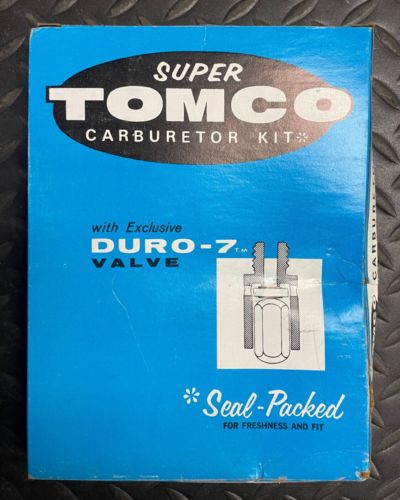 SUPER
TOMCO
CARBURETOR KIT*
with Exclusive
DURO-7 T.M.
VALVE
* Seal-Packed
FOR FRESHNESS AND FIT